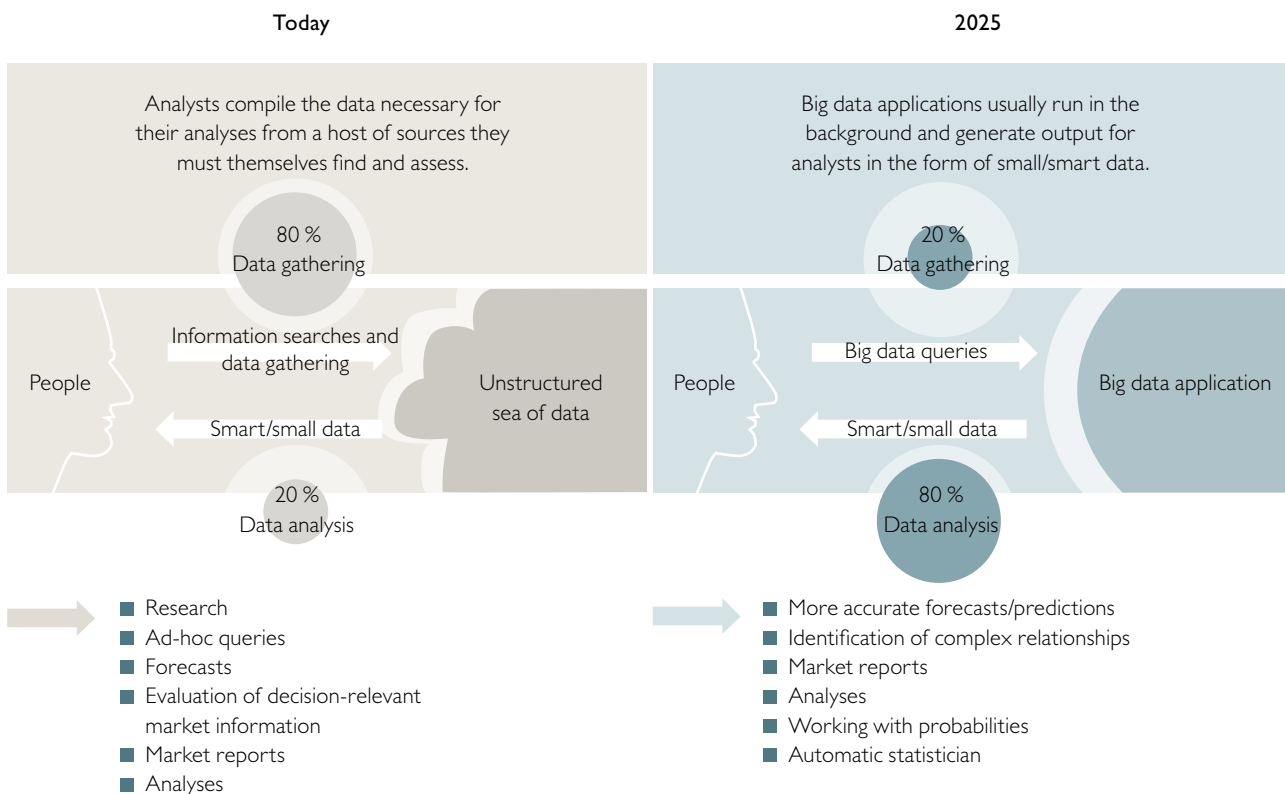 Today
Analysts compile the data necessary for
their analyses from a host of sources they
must themselves find and assess.
80 %
Data gathering
People
Information searches and
data gathering
Smart/small data
Unstructured
sea of data
20 %
Data analysis
Research
Ad-hoc queries
Forecasts
Evaluation of decision-relevant
market information
Market reports
Analyses
2025
Big data applications usually run in the
background and generate output for
analysts in the form of small/smart data.
20 %
Data gathering
People
Big data queries
Smart/small data
Big data application
80 %
Data analysis
More accurate forecasts/predictions
Identification of complex relationships
Market reports
Analyses
Working with probabilities
Automatic statistician